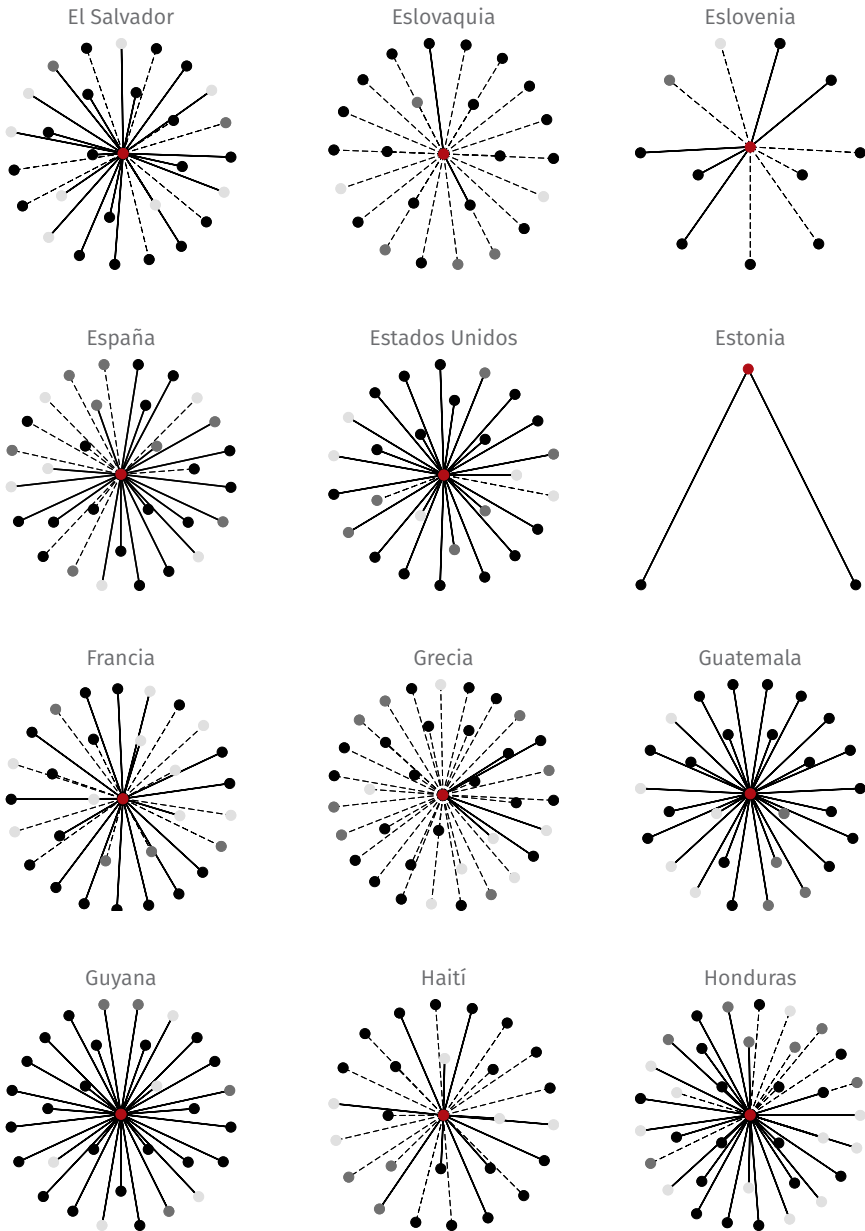 El Salvador
Eslovaquia
Eslovenia
España
Estados Unidos
Estonia
Francia
Grecia
Guatemala
Guyana
Haití
Honduras